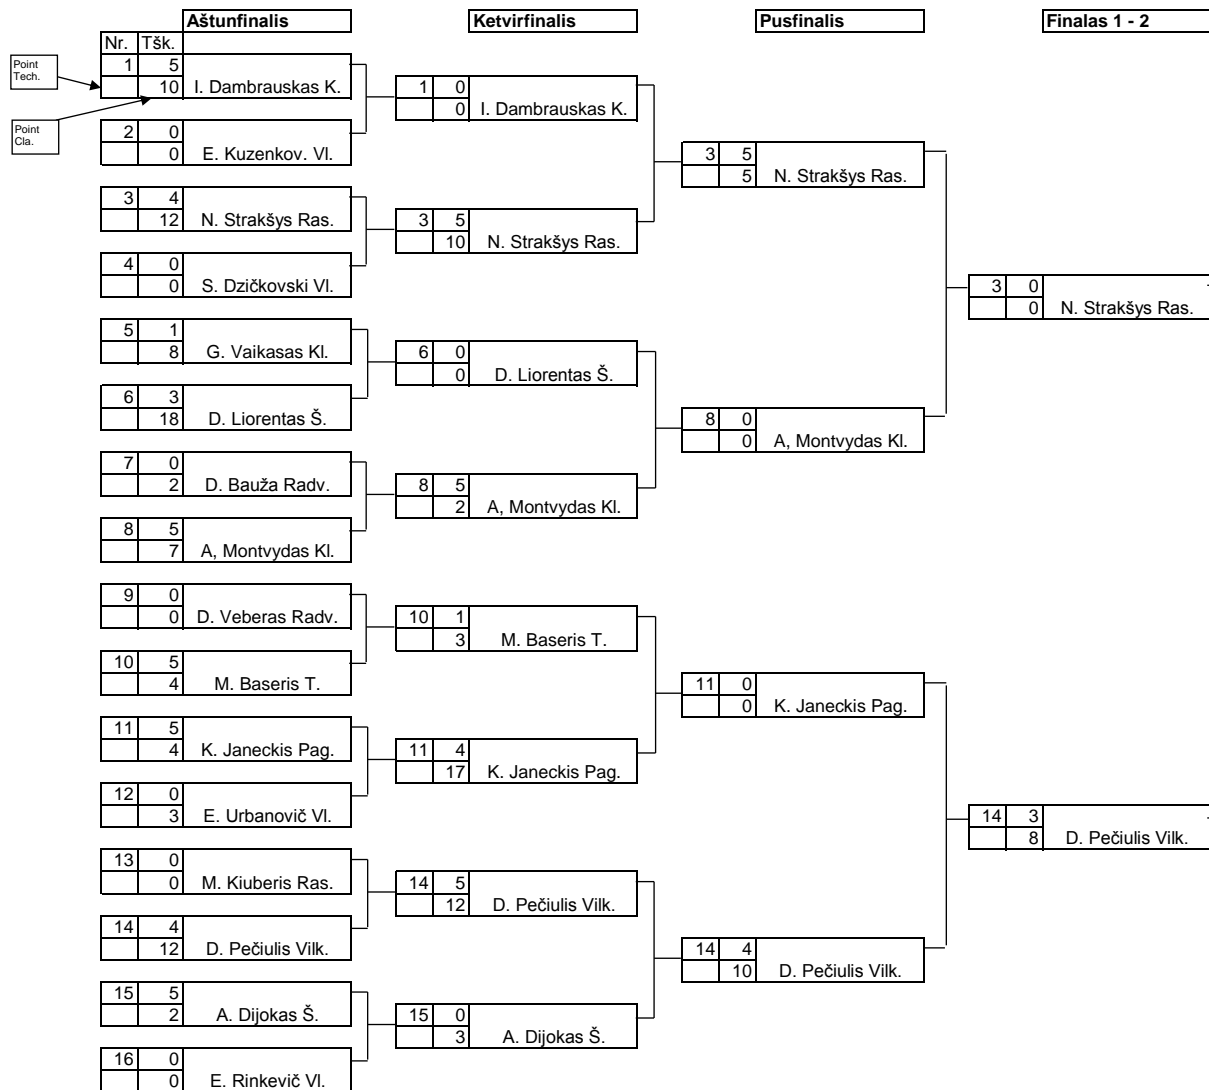 Aštunfinalis Ketvirfinalis Pusfinalis Finalas 1 - 2
Nr. Tšk.
Point
Tech.
Point
Cla.
1 5
10 I. Dambrauskas K.
2 0
0 E. Kuzenkov. Vl.
3 4
12 N. Strakšys Ras.
4 0
0 S. Dzičkovski Vl.
5 1
8 G. Vaikasas Kl.
6 3
18 D. Liorentas Š.
7 0
2 D. Bauža Radv.
8 5
7 A, Montvydas Kl.
9 0
0 D. Veberas Radv.
10 5
4 M. Baseris T.
11 5
4 K. Janeckis Pag.
12 0
3 E. Urbanovič Vl.
13 0
0 M. Kiuberis Ras.
14 4
12 D. Pečiulis Vilk.
15 5
2 A. Dijokas Š.
16 0
0 E. Rinkevič Vl.
1 0
0 I. Dambrauskas K.
3 5
10 N. Strakšys Ras.
6 0
0 D. Liorentas Š.
8 5
2 A, Montvydas Kl.
10 1
3 M. Baseris T.
11 4
17 K. Janeckis Pag.
14 5
12 D. Pečiulis Vilk.
15 0
3 A. Dijokas Š.
3 5
5 N. Strakšys Ras.
8 0
0 A, Montvydas Kl.
11 0
0 K. Janeckis Pag.
14 4
10 D. Pečiulis Vilk.
3 0
0 N. Strakšys Ras.
14 3
8 D. Pečiulis Vilk.